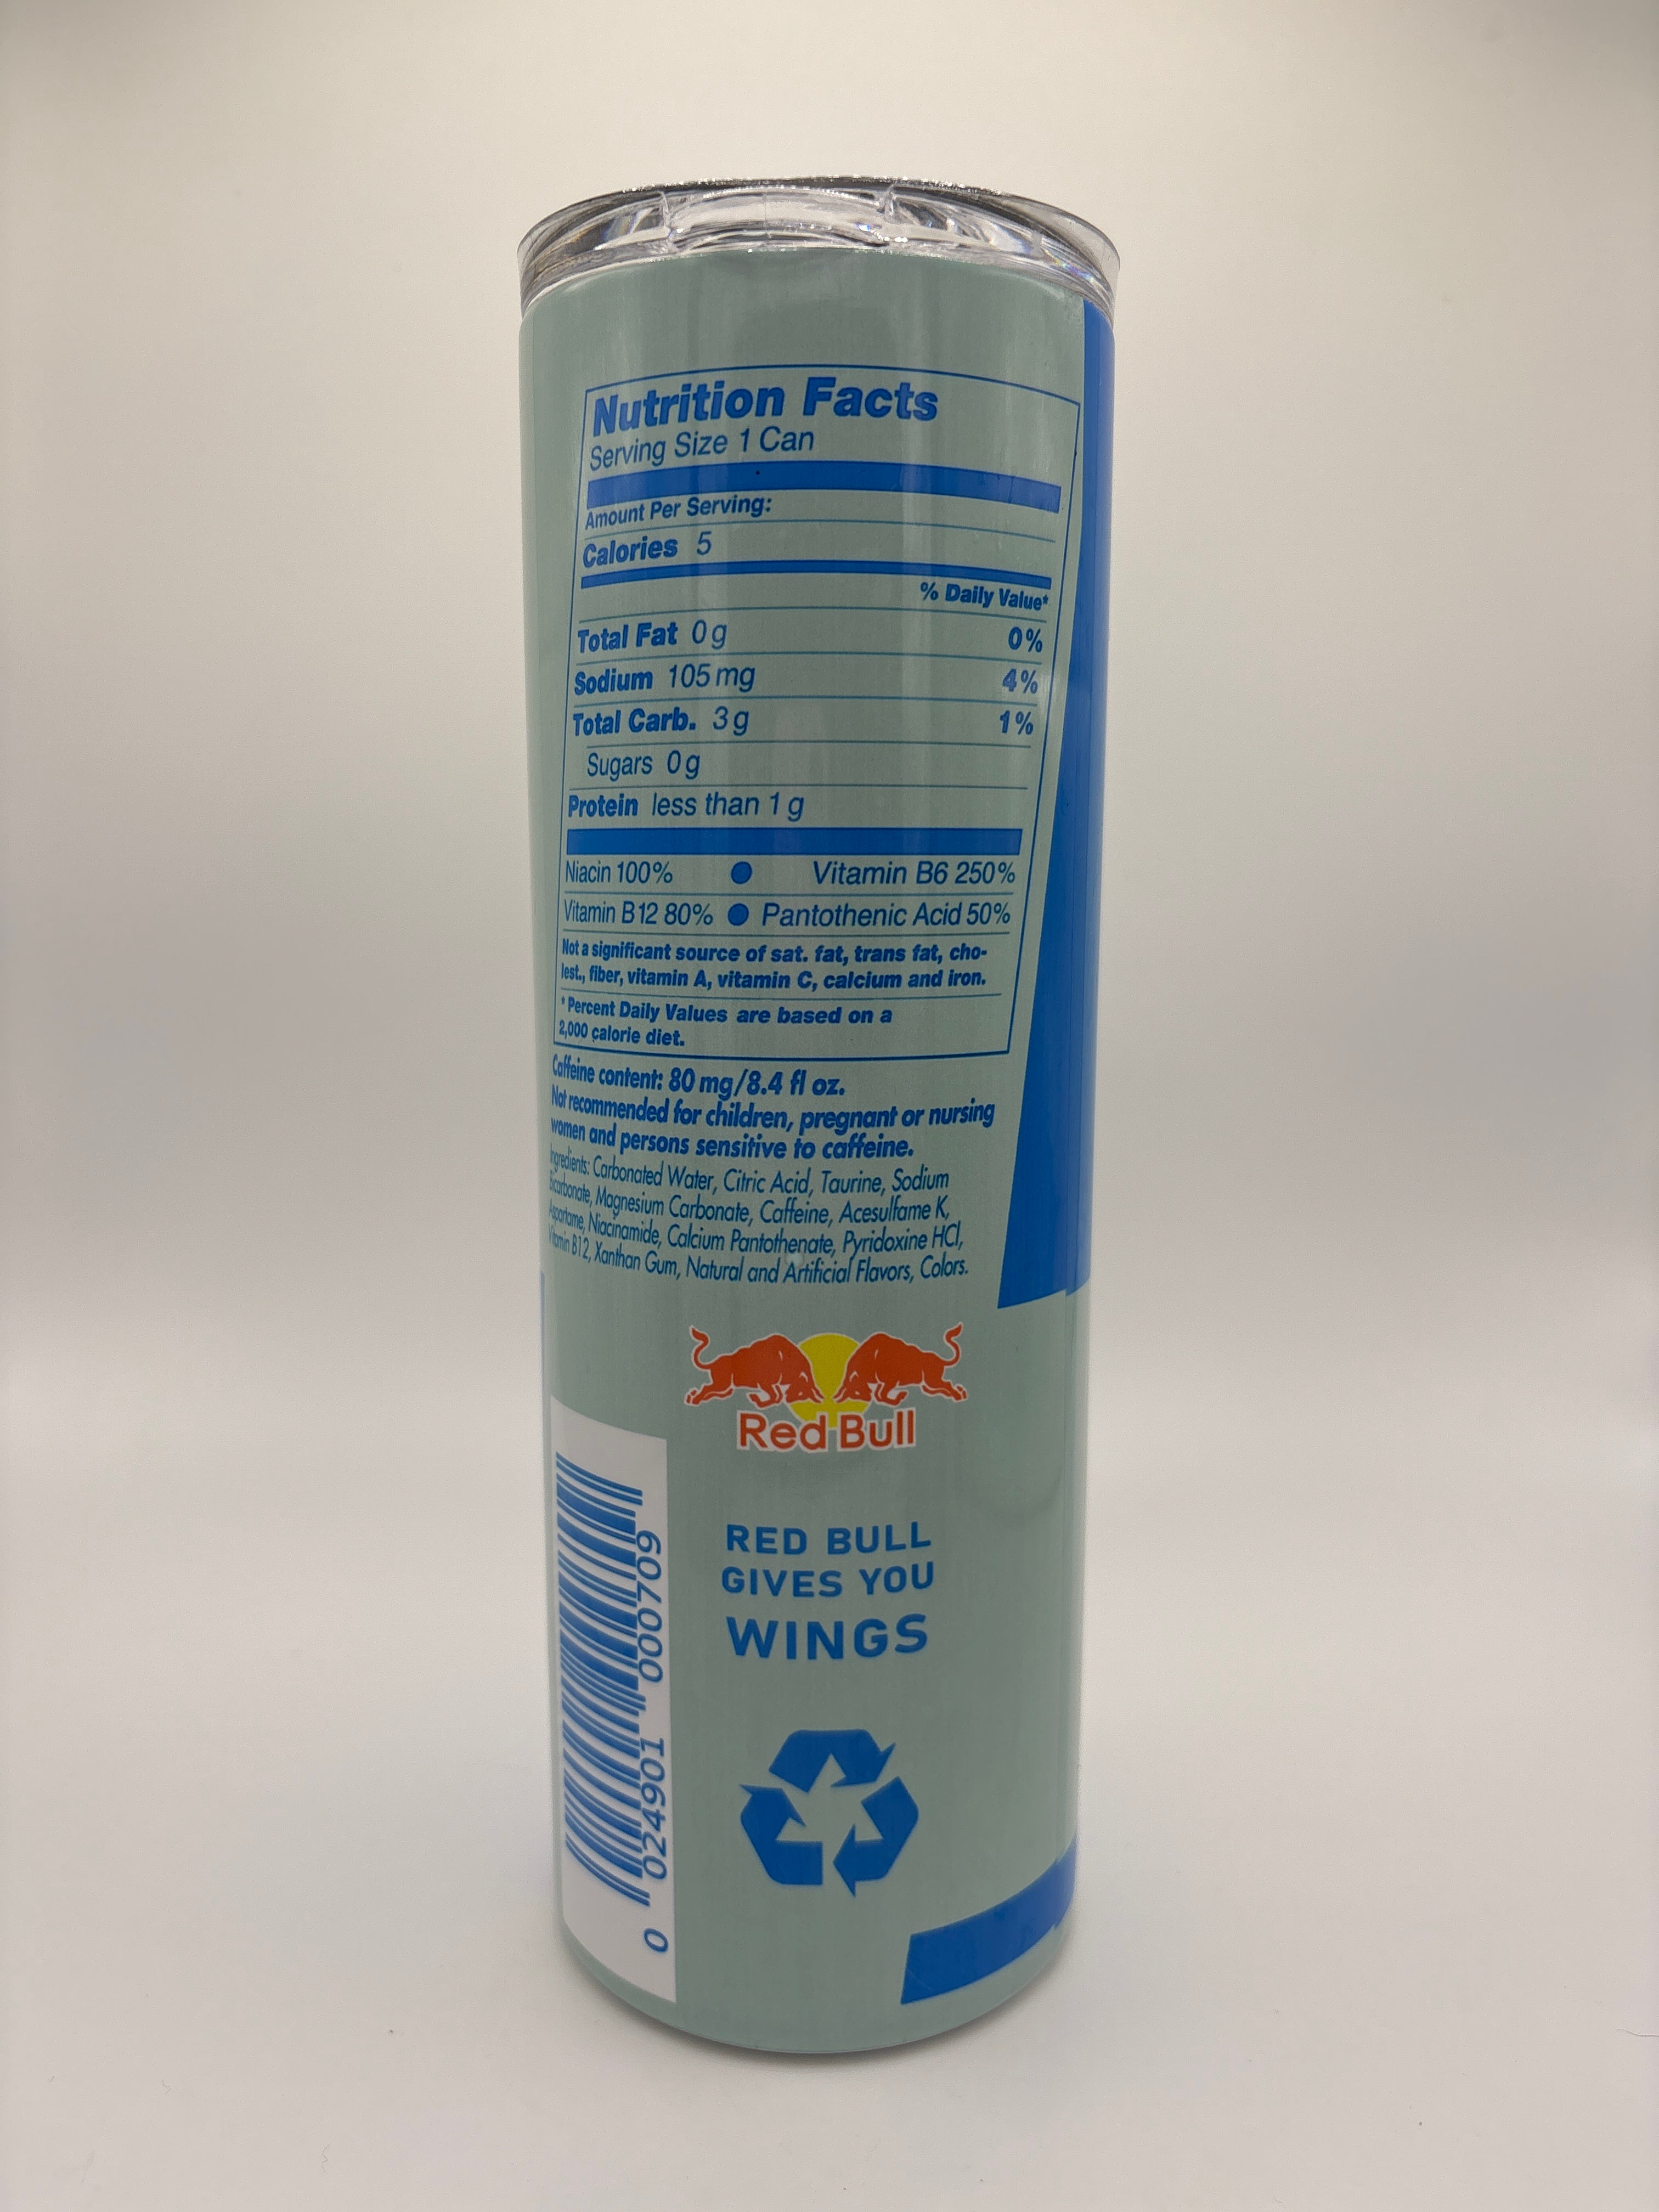 Nutrition Facts
Serving Size 1 Can
Amount Per Serving:
Calories 5
% Daily Value*
Total Fat 0 g 0%
Sodium 105 mg 4%
Total Carb. 3 g 1%
Sugars 0 g
Protein less than 1 g
Niacin 100% ● Vitamin B6 250%
Vitamin B12 80% ● Pantothenic Acid 50%
Not a significant source of sat. fat, trans fat, cho-
lest., fiber, vitamin A, vitamin C, calcium and iron.
*Percent Daily Values are based on a
2,000 calorie diet.
Caffeine content: 80 mg/8.4 fl oz.
Not recommended for children, pregnant or nursing
women and persons sensitive to caffeine.
Ingredients: Carbonated Water, Citric Acid, Taurine, Sodium
Bicarbonate, Magnesium Carbonate, Caffeine, Acesulfame K,
Aspartame, Niacinamide, Calcium Pantothenate, Pyridoxine HCl,
Vitamin B12, Xanthan Gum, Natural and Artificial Flavors, Colors.
Red Bull
RED BULL
GIVES YOU
WINGS
0 024901 000709